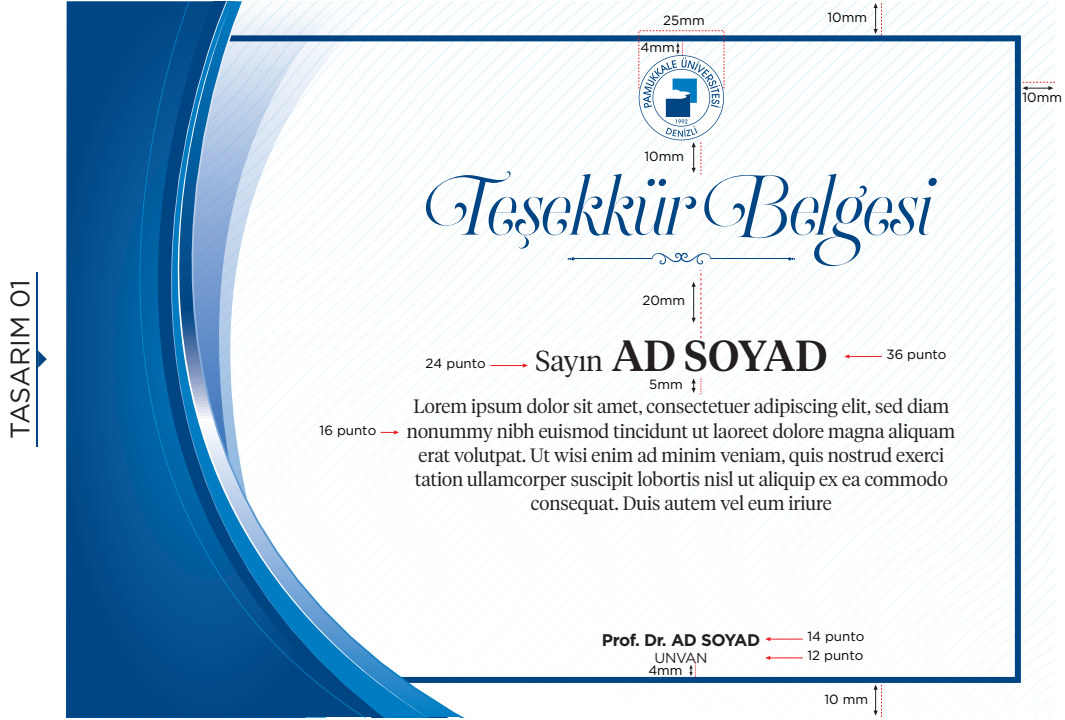 25mm
10mm
4mm
PAMUKKALE ÜNİVERSİTESİ
1992
DENİZLİ
10mm
10mm
Teşekkür Belgesi
20mm
TASARIM 01
24 punto
Sayın AD SOYAD
36 punto
5mm
Lorem ipsum dolor sit amet, consectetuer adipiscing elit, sed diam
16 punto
nonummy nibh euismod tincidunt ut laoreet dolore magna aliquam
erat volutpat. Ut wisi enim ad minim veniam, quis nostrud exerci
tation ullamcorper suscipit lobortis nisl ut aliquip ex ea commodo
consequat. Duis autem vel eum iriure
Prof. Dr. AD SOYAD
14 punto
UNVAN
12 punto
4mm
10 mm